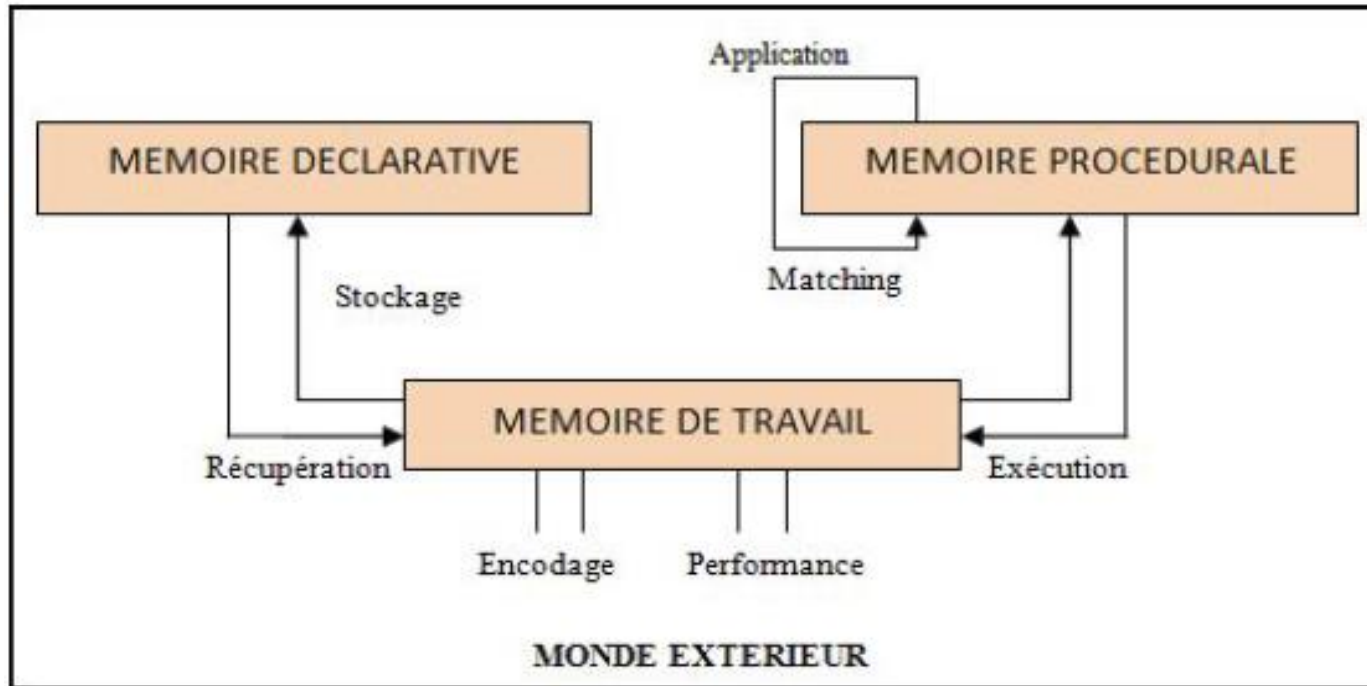 Application
MEMOIRE DECLARATIVE
MEMOIRE PROCEDURALE
Matching
Stockage
MEMOIRE DE TRAVAIL
Récupération
Exécution
Encodage
Performance
MONDE EXTERIEUR